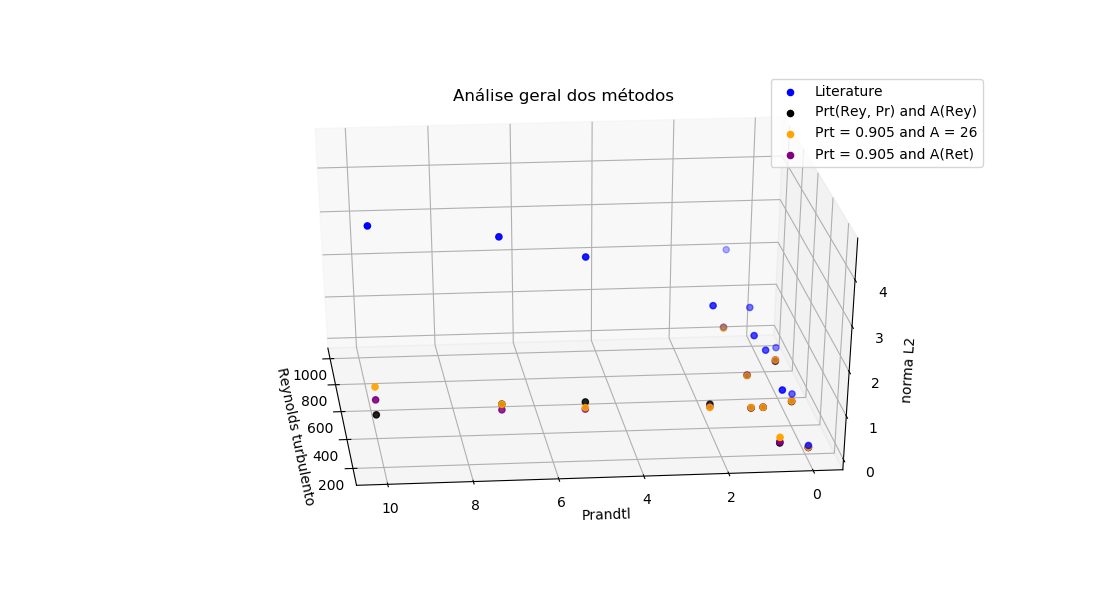 Análise geral dos métodos
Literature
Prt(Rey, Pr) and A(Rey)
Prt = 0.905 and A = 26
Prt = 0.905 and A(Ret)
1000
800
600
400
200
Reynolds turbulento
10
8
6
4
2
0
Prandtl
4
3
2
1
0
norma L2